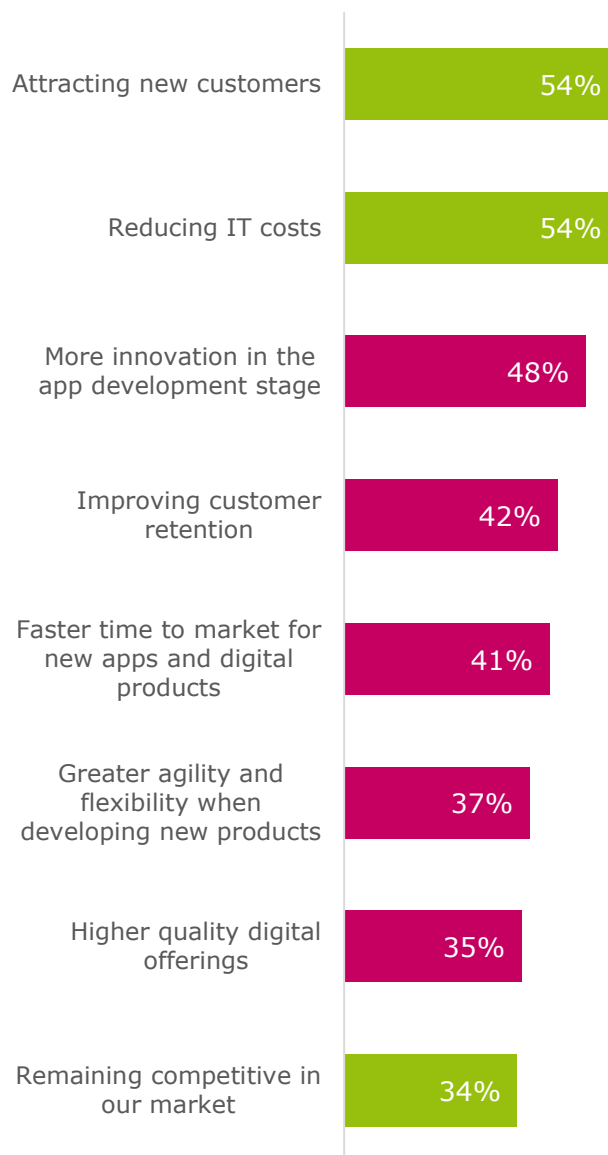 Attracting new customers
54%
Reducing IT costs
54%
More innovation in the
app development stage
48%
Improving customer
retention
42%
Faster time to market for
new apps and digital
products
41%
Greater agility and
flexibility when
developing new products
37%
Higher quality digital
offerings
35%
Remaining competitive in
our market
34%